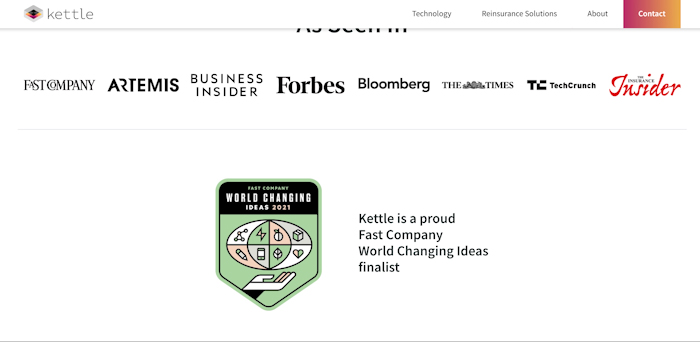 kettle
Technology
Reinsurance Solutions
About
Contact
As Seen In
FAST COMPANY
ARTEMIS
BUSINESS
INSIDER
Forbes
Bloomberg
THE TIMES
TC TechCrunch
THE
INSURANCE
Insider
FAST COMPANY
WORLD CHANGING
IDEAS 2021
Kettle is a proud
Fast Company
World Changing Ideas
finalist